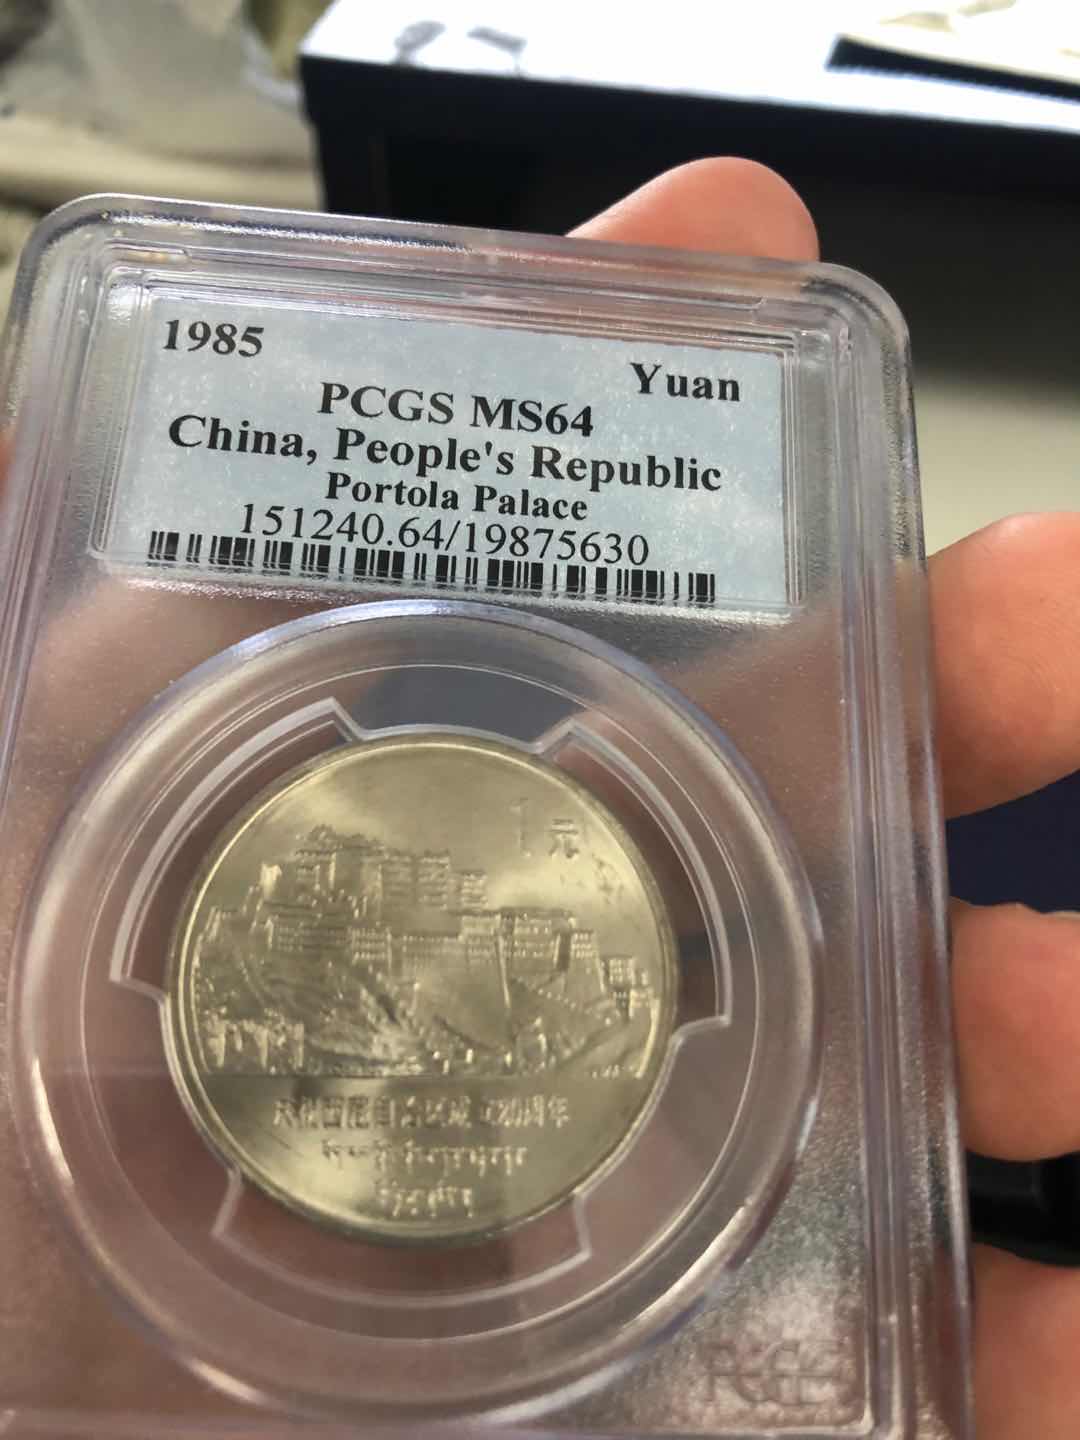 1985
Yuan
PCGS MS64
China, People's Republic
Portola Palace
151240.64/19875630
1元
庆祝西藏自治区成立20周年
PCGS